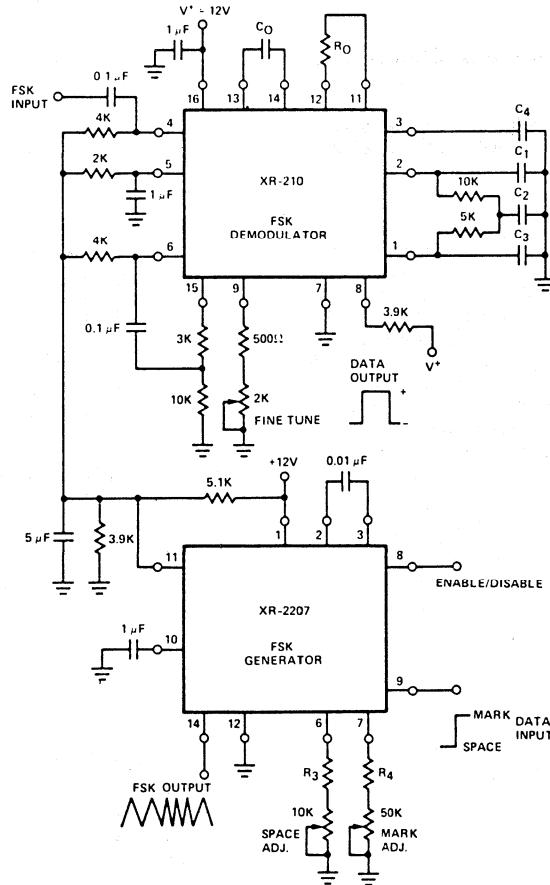 V+ = 12V
1 µF
C_O
R_O
0 1 µF
FSK
INPUT
16
13
14
12
11
4K
4
3
C4
2K
5
2
C1
1 µF
XR-210
10K
C2
FSK
DEMODULATOR
5K
4K
6
1
C3
15
9
7
8
3.9K
0.1 µF
3K
500Ω
V+
DATA
OUTPUT
10K
2K
FINE TUNE
+
−
+12V
0.01 µF
5.1K
5 µF
3.9K
1
2
3
11
8
ENABLE/DISABLE
XR-2207
1 µF
10
FSK
GENERATOR
9
MARK
DATA
INPUT
SPACE
14
12
6
7
R3
R4
FSK OUTPUT
10K
50K
SPACE
ADJ.
MARK
ADJ.